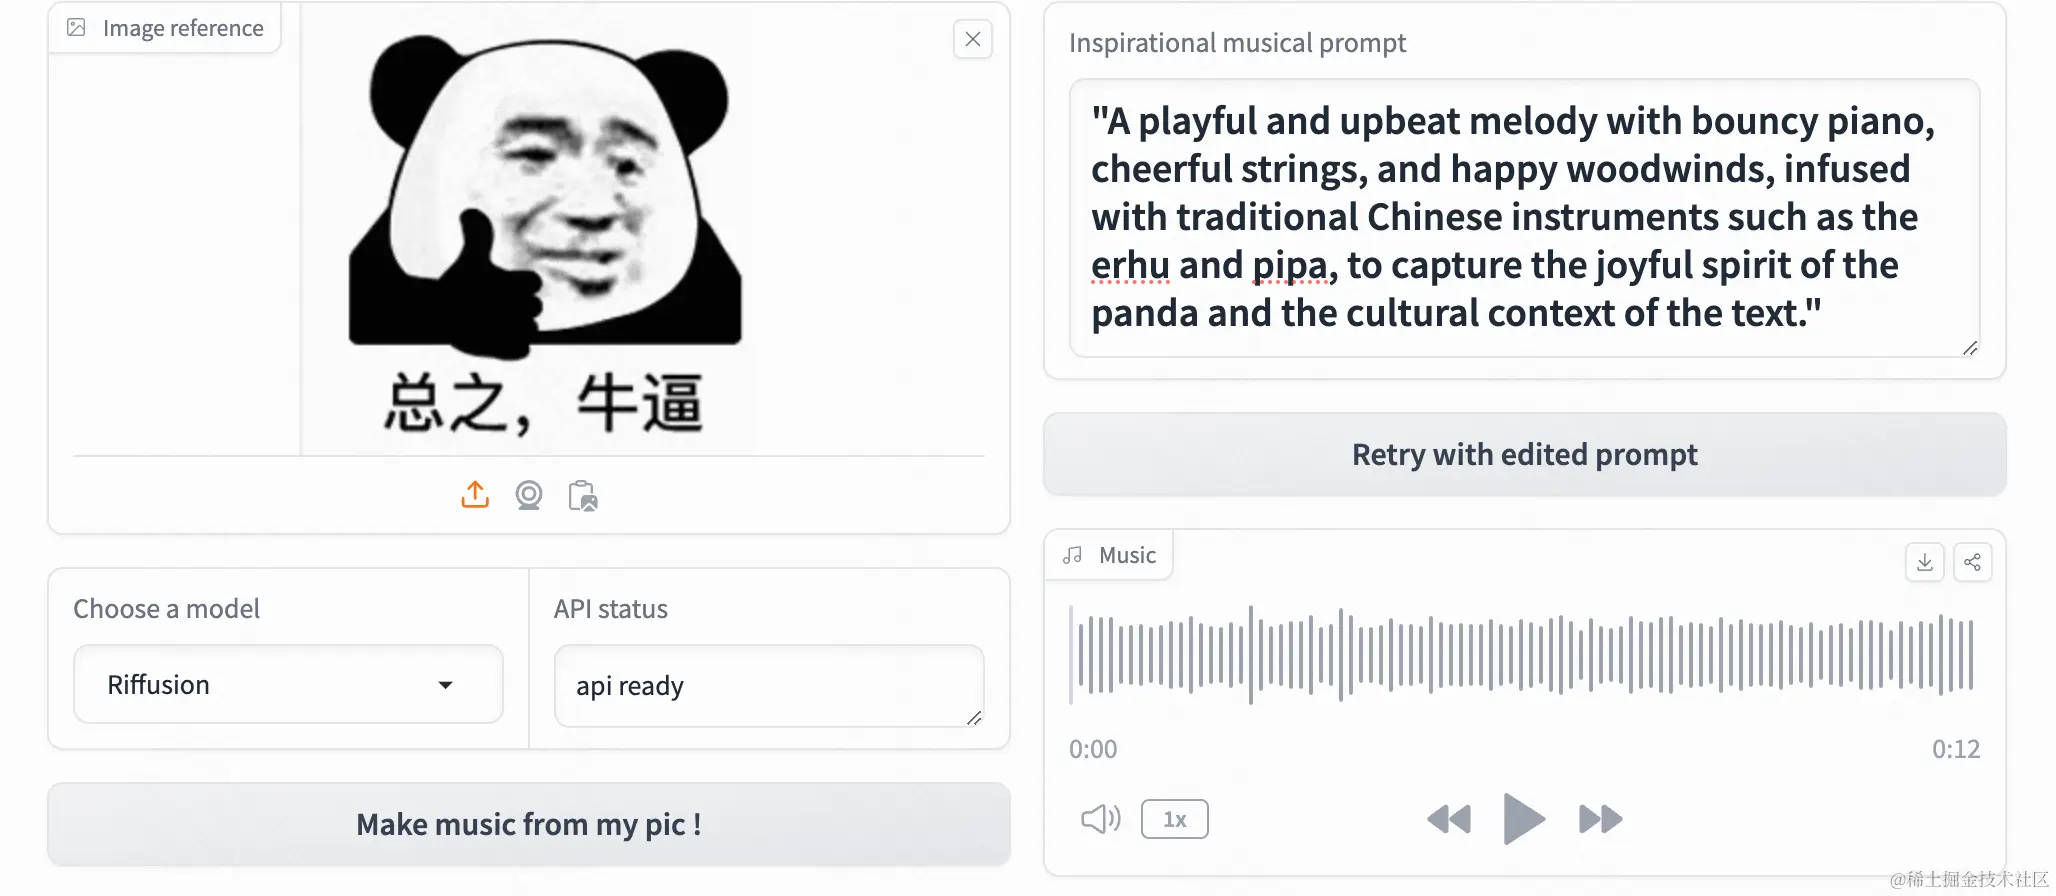 Image reference
总之，牛逼
Choose a model
API status
Riffusion
api ready
Make music from my pic !
Inspirational musical prompt
"A playful and upbeat melody with bouncy piano,
cheerful strings, and happy woodwinds, infused
with traditional Chinese instruments such as the
erhu and pipa, to capture the joyful spirit of the
panda and the cultural context of the text."
Retry with edited prompt
Music
0:00
0:12
1x
@稀土掘金技术社区